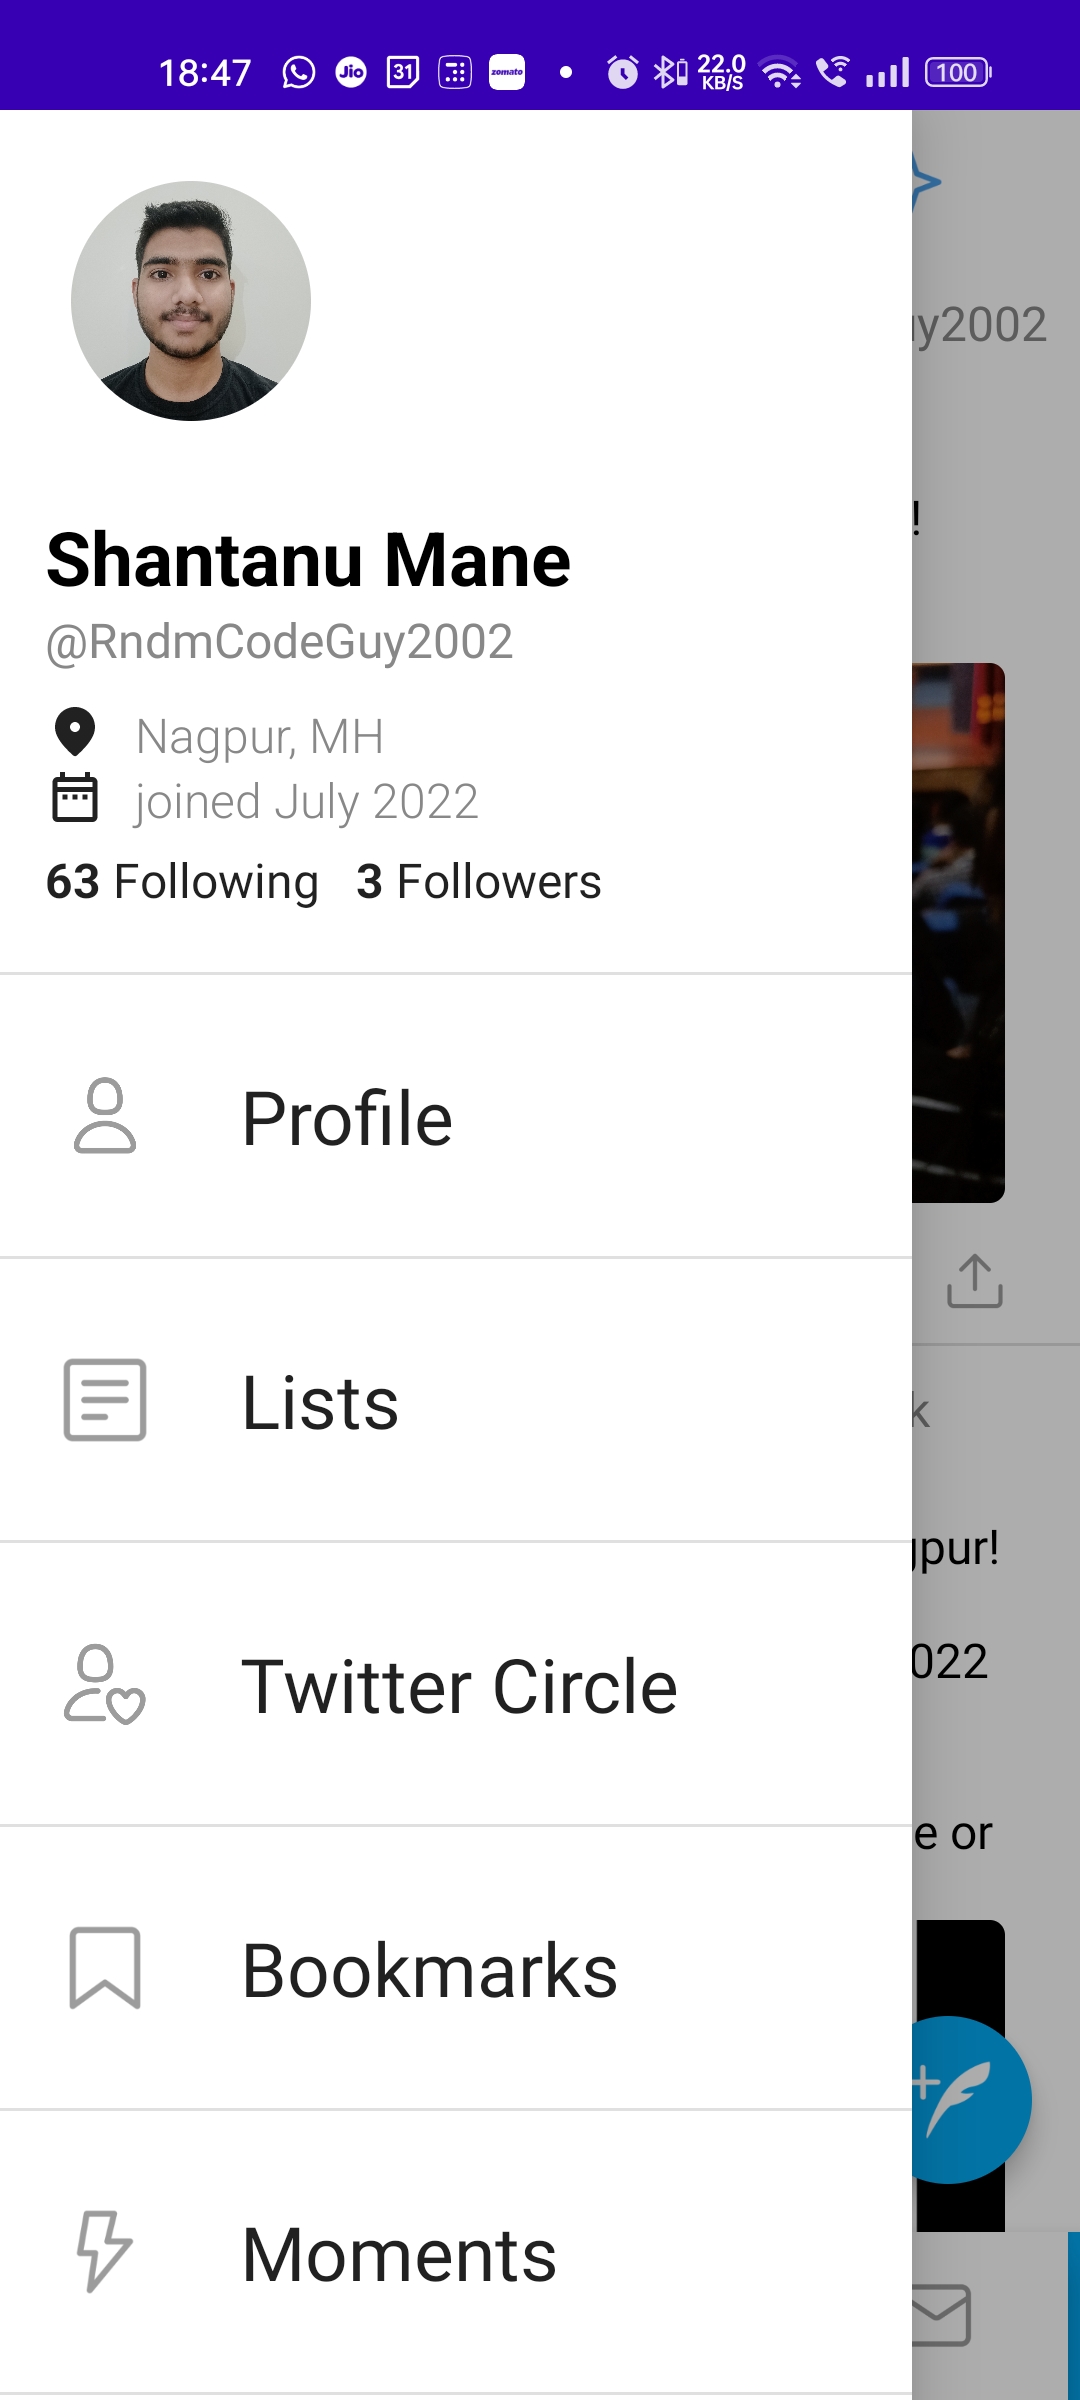 18:47 Jio 31 zomato 22.0 KB/S 100
Shantanu Mane
@RndmCodeGuy2002
Nagpur, MH
joined July 2022
63 Following 3 Followers
Profile
Lists
Twitter Circle
Bookmarks
Moments
y2002
!
k
gpur!
022
e or